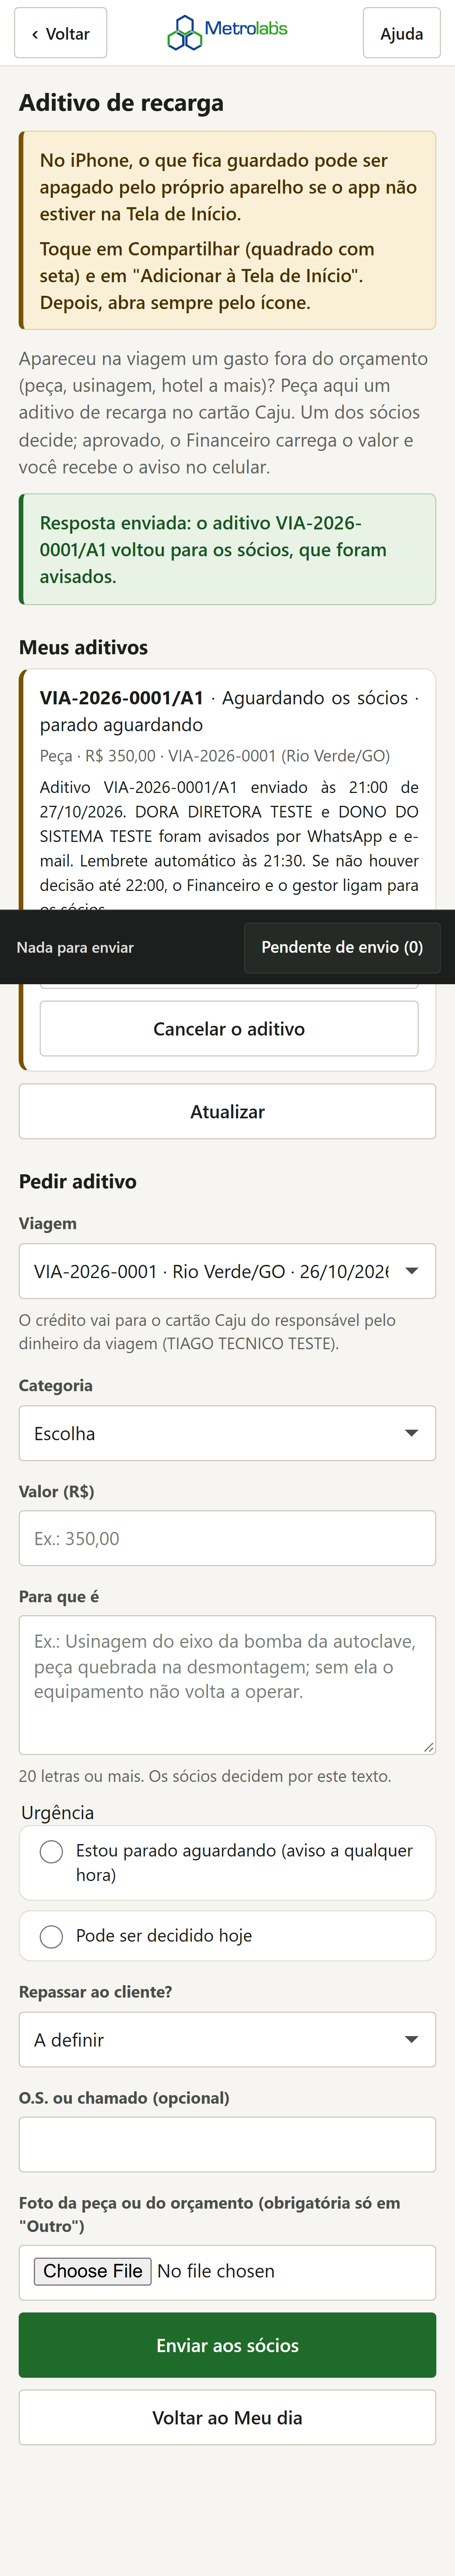 ‹ Voltar
Metrolabs
Ajuda
Aditivo de recarga
No iPhone, o que fica guardado pode ser
apagado pelo próprio aparelho se o app não
estiver na Tela de Início.
Toque em Compartilhar (quadrado com
seta) e em "Adicionar à Tela de Início".
Depois, abra sempre pelo ícone.
Apareceu na viagem um gasto fora do orçamento
(peça, usinagem, hotel a mais)? Peça aqui um
aditivo de recarga no cartão Caju. Um dos sócios
decide; aprovado, o Financeiro carrega o valor e
você recebe o aviso no celular.
Resposta enviada: o aditivo VIA-2026-
0001/A1 voltou para os sócios, que foram
avisados.
Meus aditivos
VIA-2026-0001/A1 · Aguardando os sócios ·
parado aguardando
Peça · R$ 350,00 · VIA-2026-0001 (Rio Verde/GO)
Aditivo VIA-2026-0001/A1 enviado às 21:00 de
27/10/2026. DORA DIRETORA TESTE e DONO DO
SISTEMA TESTE foram avisados por WhatsApp e e-
mail. Lembrete automático às 21:30. Se não houver
decisão até 22:00, o Financeiro e o gestor ligam para
os sócios.
Nada para enviar
Pendente de envio (0)
Cancelar o aditivo
Atualizar
Pedir aditivo
Viagem
VIA-2026-0001 · Rio Verde/GO · 26/10/2026
O crédito vai para o cartão Caju do responsável pelo
dinheiro da viagem (TIAGO TECNICO TESTE).
Categoria
Escolha
Valor (R$)
Ex.: 350,00
Para que é
Ex.: Usinagem do eixo da bomba da autoclave,
peça quebrada na desmontagem; sem ela o
equipamento não volta a operar.
20 letras ou mais. Os sócios decidem por este texto.
Urgência
Estou parado aguardando (aviso a qualquer
hora)
Pode ser decidido hoje
Repassar ao cliente?
A definir
O.S. ou chamado (opcional)
Foto da peça ou do orçamento (obrigatória só em
"Outro")
Choose File No file chosen
Enviar aos sócios
Voltar ao Meu dia